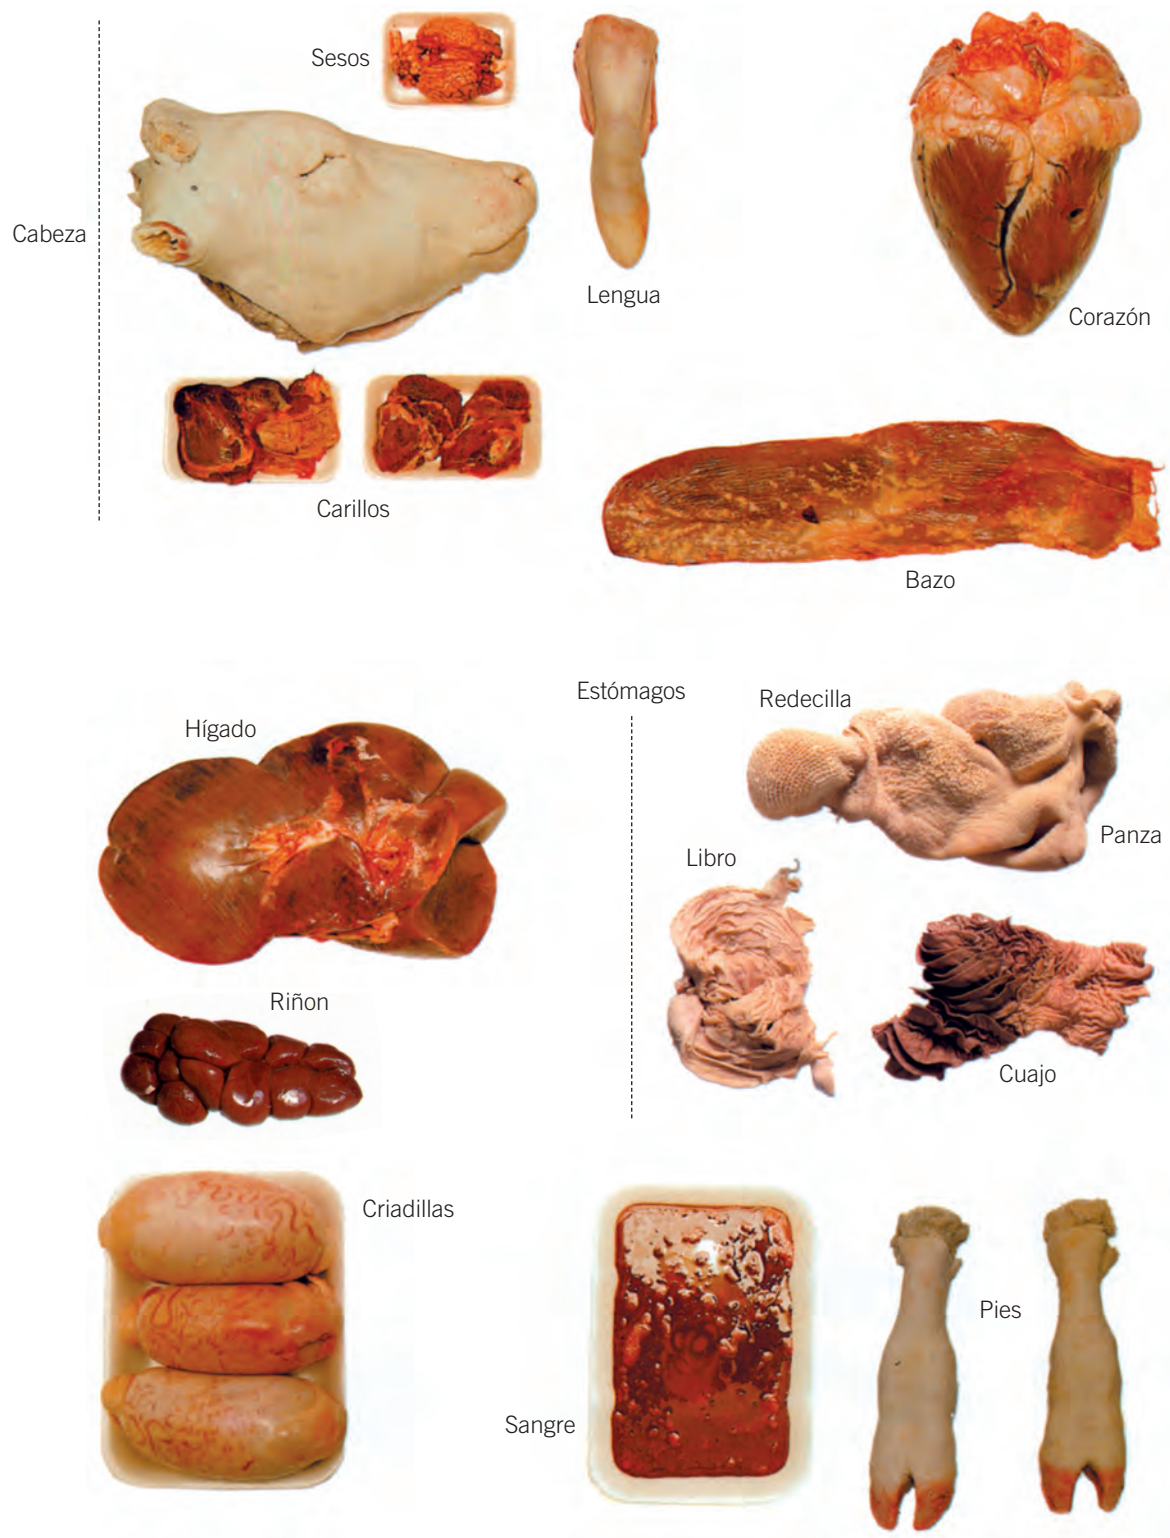 Sesos
Cabeza
Lengua
Corazón
Carillos
Bazo
Estómagos
Redecilla
Hígado
Panza
Libro
Riñon
Cuajo
Criadillas
Pies
Sangre